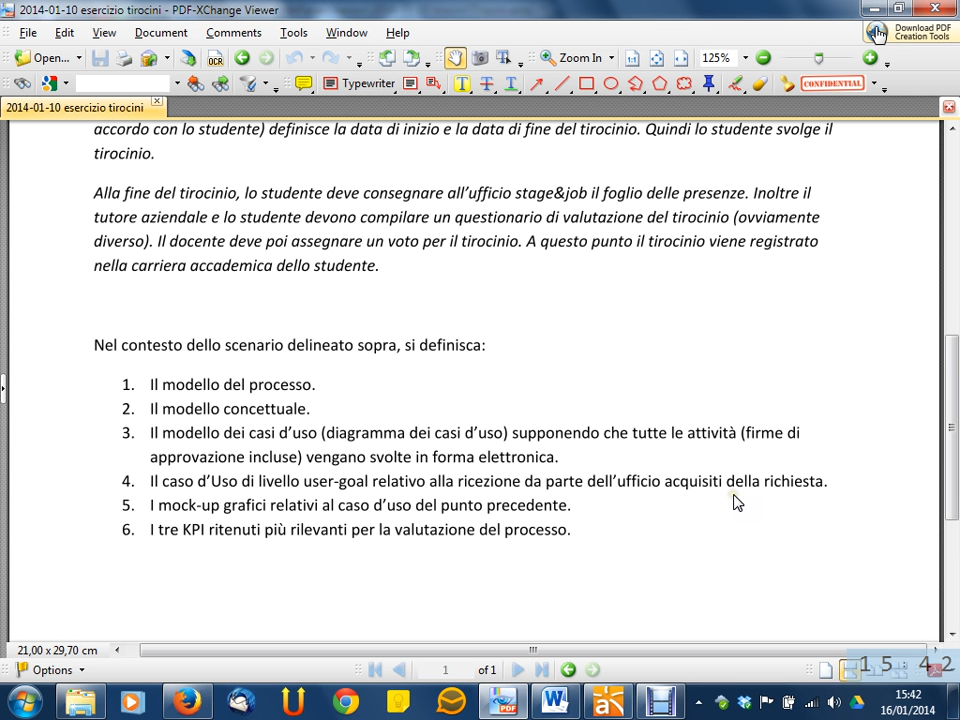 2014-01-10 esercizio tirocini - PDF-XChange Viewer
File Edit View Document Comments Tools Window Help
Download PDF
Creation Tools
Open... OCR Zoom In 125%
Typewriter CONFIDENTIAL
2014-01-10 esercizio tirocini
accordo con lo studente) definisce la data di inizio e la data di fine del tirocinio. Quindi lo studente svolge il
tirocinio.
Alla fine del tirocinio, lo studente deve consegnare all’ufficio stage&job il foglio delle presenze. Inoltre il
tutore aziendale e lo studente devono compilare un questionario di valutazione del tirocinio (ovviamente
diverso). Il docente deve poi assegnare un voto per il tirocinio. A questo punto il tirocinio viene registrato
nella carriera accademica dello studente.
Nel contesto dello scenario delineato sopra, si definisca:
1. Il modello del processo.
2. Il modello concettuale.
3. Il modello dei casi d’uso (diagramma dei casi d’uso) supponendo che tutte le attività (firme di
approvazione incluse) vengano svolte in forma elettronica.
4. Il caso d’Uso di livello user-goal relativo alla ricezione da parte dell’ufficio acquisiti della richiesta.
5. I mock-up grafici relativi al caso d’uso del punto precedente.
6. I tre KPI ritenuti più rilevanti per la valutazione del processo.
21,00 x 29,70 cm
Options 1 of 1
15 42
15:42
16/01/2014